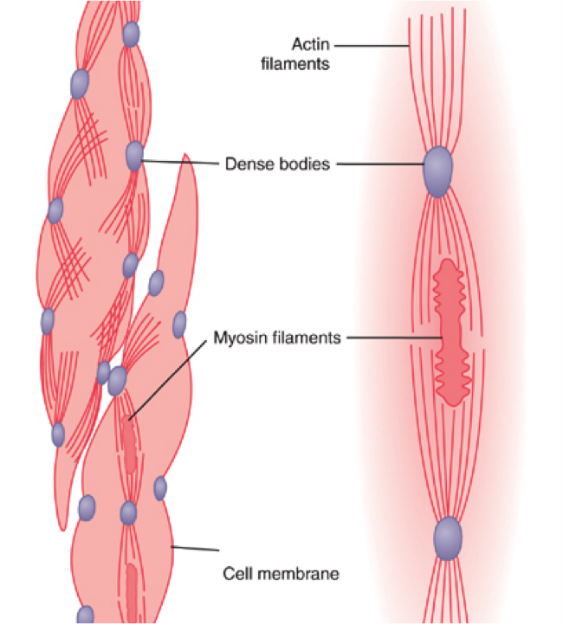 Actin
filaments
Dense bodies
Myosin filaments
Cell membrane